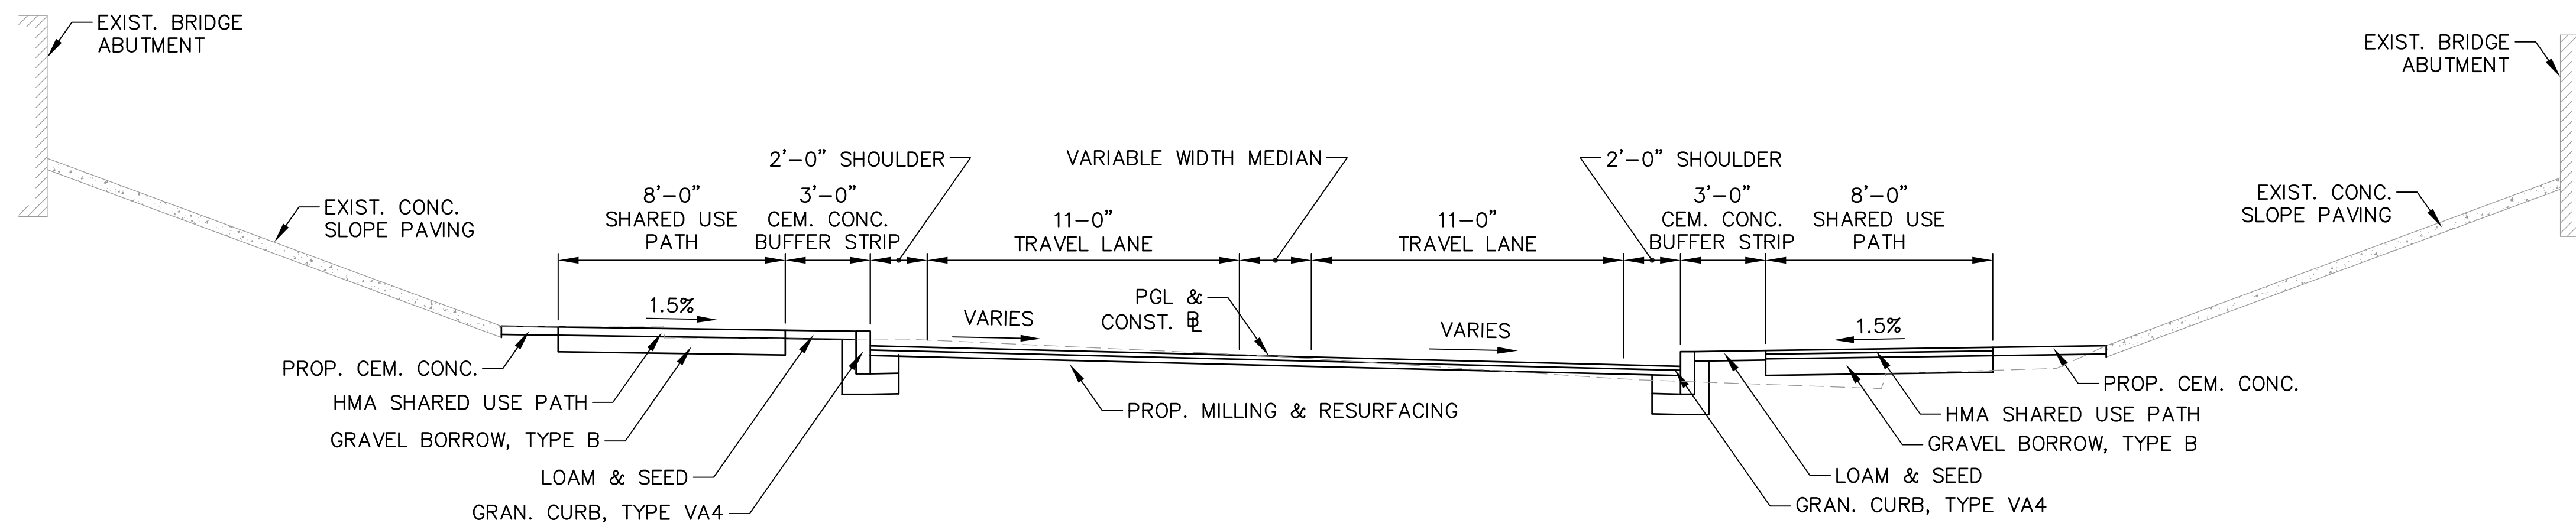 EXIST. BRIDGE
ABUTMENT
EXIST. BRIDGE
ABUTMENT
2'-0" SHOULDER
VARIABLE WIDTH MEDIAN
2'-0" SHOULDER
8'-0"
SHARED USE
PATH
3'-0"
CEM. CONC.
BUFFER STRIP
11-0"
TRAVEL LANE
11-0"
TRAVEL LANE
3'-0"
CEM. CONC.
BUFFER STRIP
8'-0"
SHARED USE
PATH
EXIST. CONC.
SLOPE PAVING
EXIST. CONC.
SLOPE PAVING
1.5%
VARIES
PGL &
CONST. BL
VARIES
1.5%
PROP. CEM. CONC.
HMA SHARED USE PATH
GRAVEL BORROW, TYPE B
LOAM & SEED
GRAN. CURB, TYPE VA4
PROP. MILLING & RESURFACING
PROP. CEM. CONC.
HMA SHARED USE PATH
GRAVEL BORROW, TYPE B
LOAM & SEED
GRAN. CURB, TYPE VA4